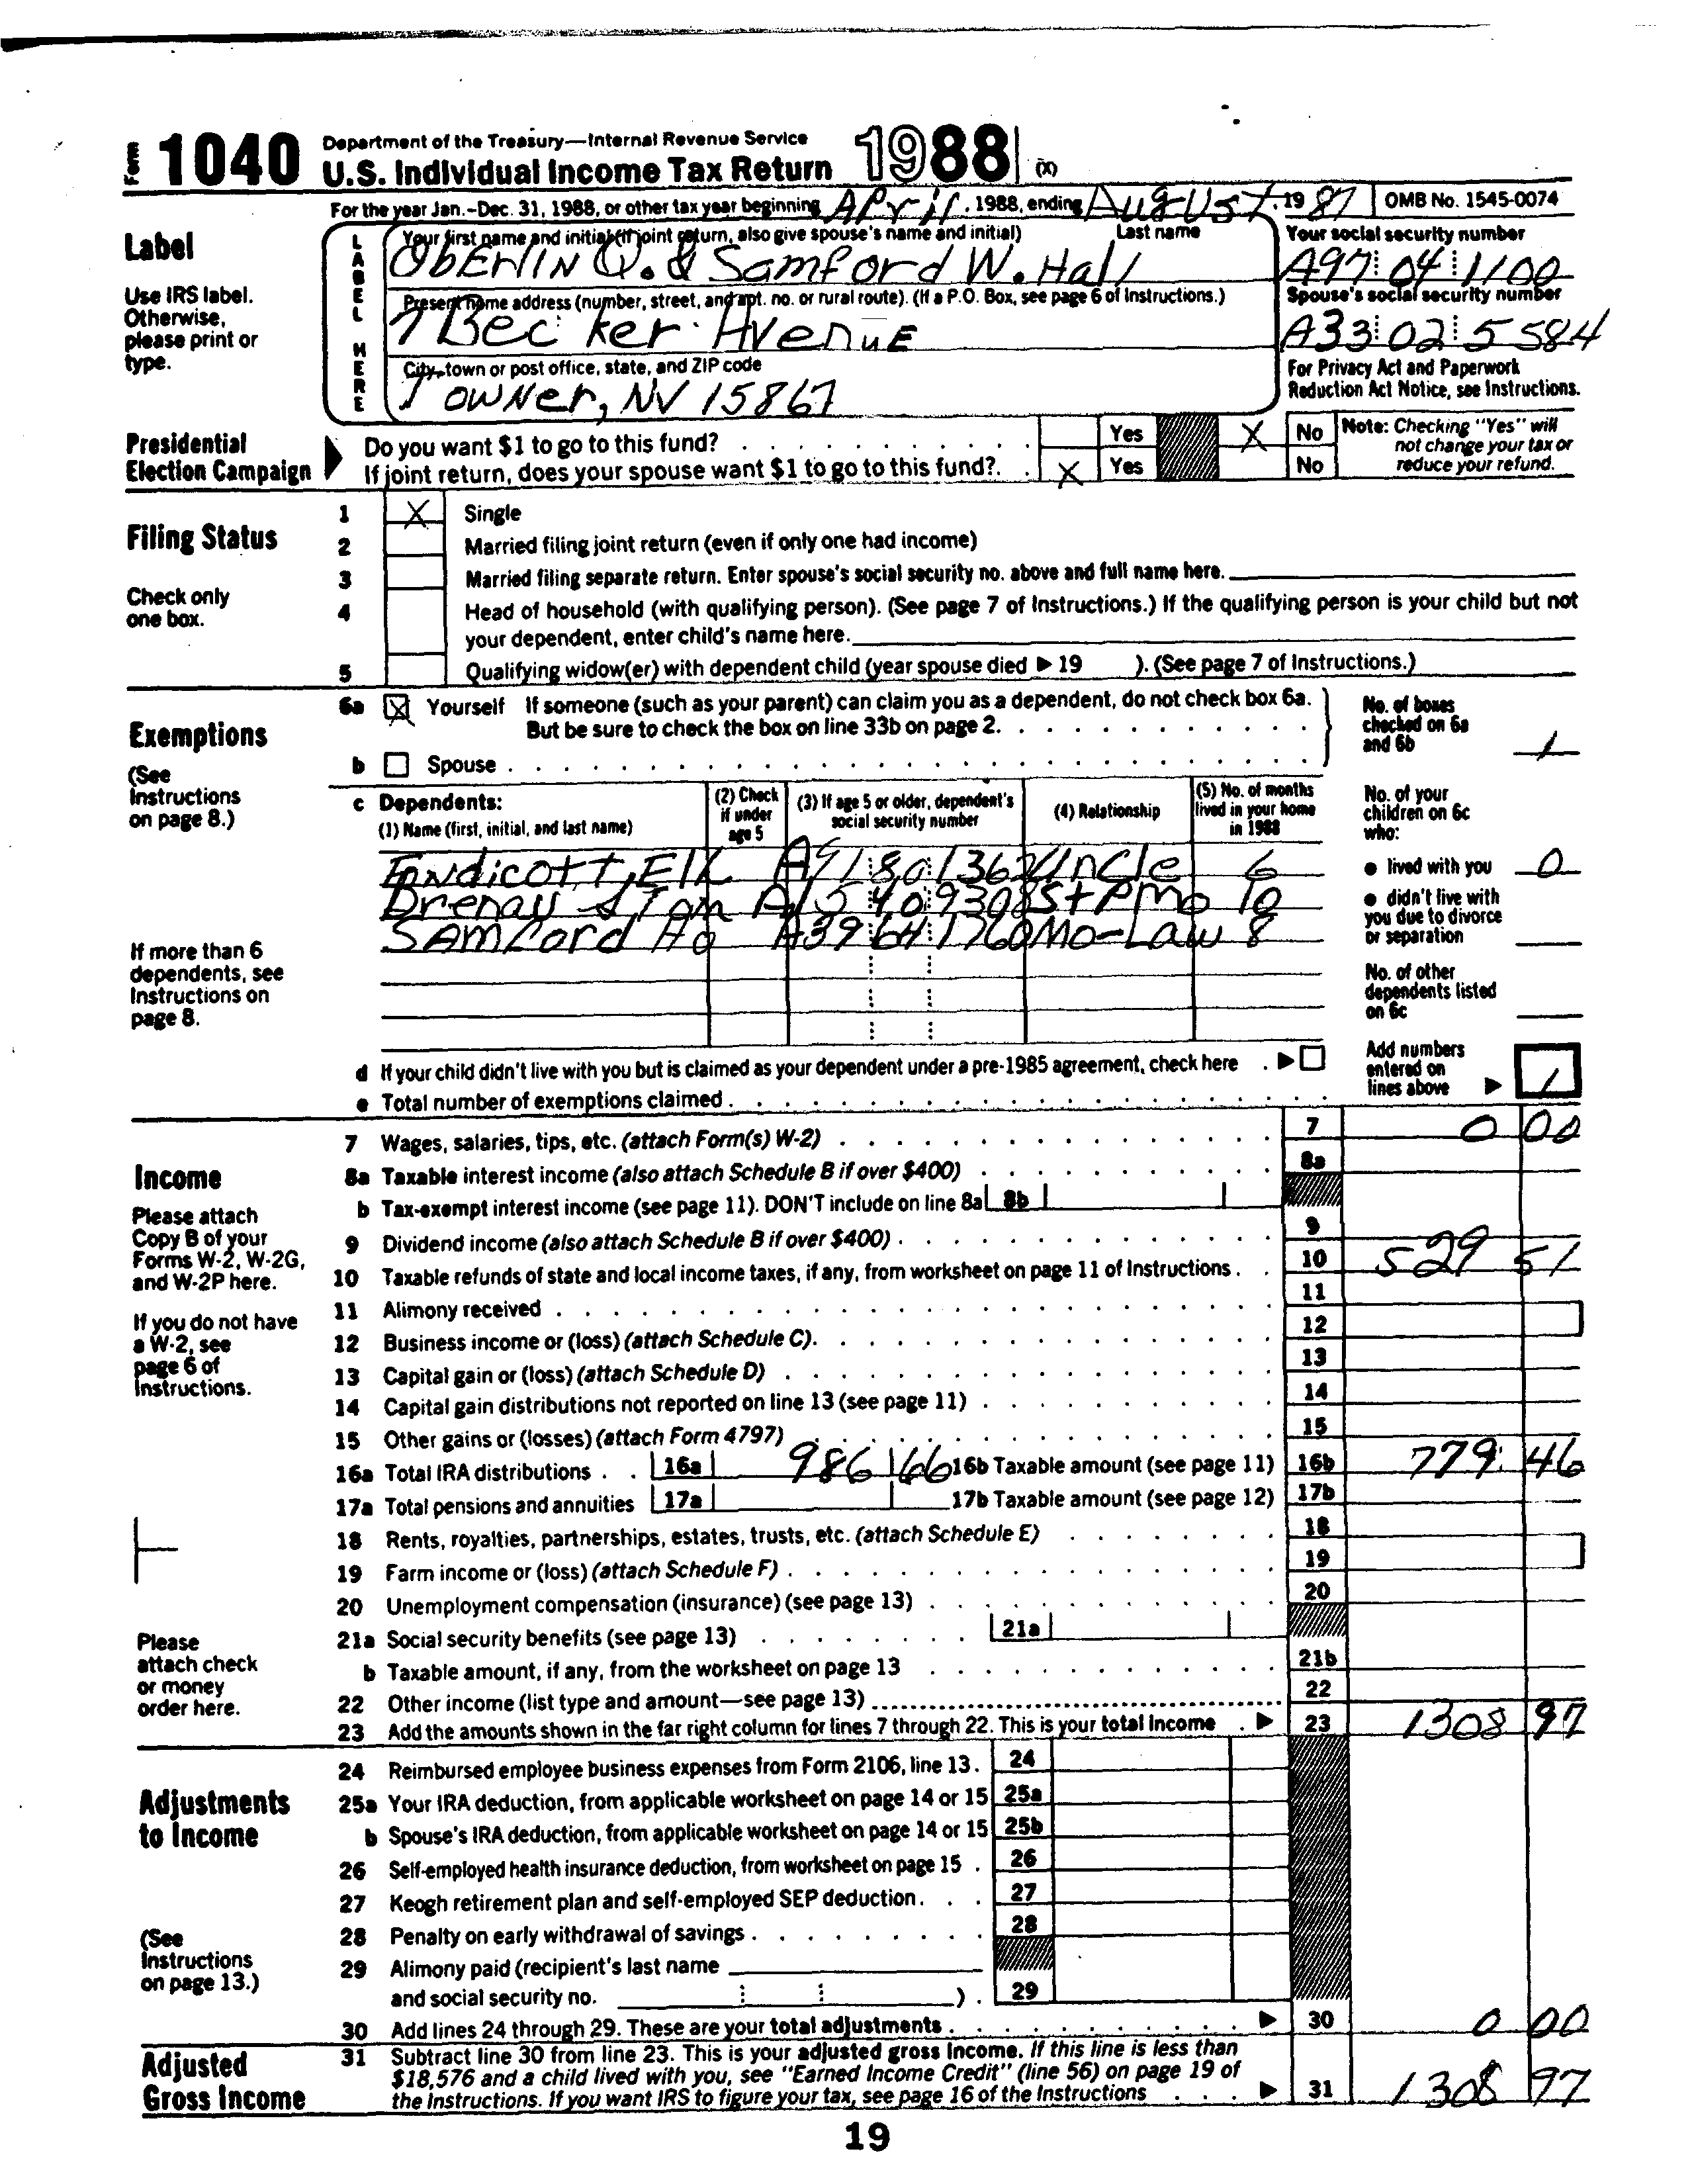 Form 1040 Department of the Treasury—Internal Revenue Service
U.S. Individual Income Tax Return 1988 (X)
For the year Jan.-Dec. 31, 1988, or other tax year beginning April, 1988, ending August, 19 87 OMB No. 1545-0074
Label
Use IRS label.
Otherwise,
please print or
type.
LABEL HERE
Your first name and initial (if joint return, also give spouse's name and initial) Last name
OBERlIN Q. & Samford W. Hall
Your social security number
A97 04 1100
Present home address (number, street, and apt. no. or rural route). (If a P.O. Box, see page 6 of Instructions.)
7 Becker Avenue
Spouse's social security number
A33 02 5584
City, town or post office, state, and ZIP code
Towner, NV 15867
For Privacy Act and Paperwork
Reduction Act Notice, see Instructions.
Presidential
Election Campaign
Do you want $1 to go to this fund? Yes X No
If joint return, does your spouse want $1 to go to this fund? X Yes No
Note: Checking "Yes" will
not change your tax or
reduce your refund.
Filing Status
Check only
one box.
1 X Single
2 Married filing joint return (even if only one had income)
3 Married filing separate return. Enter spouse's social security no. above and full name here.
4 Head of household (with qualifying person). (See page 7 of Instructions.) If the qualifying person is your child but not
your dependent, enter child's name here.
5 Qualifying widow(er) with dependent child (year spouse died ▶ 19 ). (See page 7 of Instructions.)
Exemptions
(See
Instructions
on page 8.)
If more than 6
dependents, see
Instructions on
page 8.
6a X Yourself If someone (such as your parent) can claim you as a dependent, do not check box 6a.
But be sure to check the box on line 33b on page 2.
b Spouse
No. of boxes
checked on 6a
and 6b 1
c Dependents:
(1) Name (first, initial, and last name)
(2) Check
if under
age 5
(3) If age 5 or older, dependent's
social security number
(4) Relationship
(5) No. of months
lived in your home
in 1988
Endicott, Elk A91 80 1362 Uncle 6
Brenau A15 40 9308 StpMo 10
SAMford Ho A39 64 1760 Mo-Law 8
No. of your
children on 6c
who:
● lived with you 0
● didn't live with
you due to divorce
or separation
No. of other
dependents listed
on 6c
d If your child didn't live with you but is claimed as your dependent under a pre-1985 agreement, check here ▶
e Total number of exemptions claimed
Add numbers
entered on
lines above ▶ 1
Income
Please attach
Copy B of your
Forms W-2, W-2G,
and W-2P here.
If you do not have
a W-2, see
page 6 of
Instructions.
Please
attach check
or money
order here.
7 Wages, salaries, tips, etc. (attach Form(s) W-2) 7 0 00
8a Taxable interest income (also attach Schedule B if over $400) 8a
b Tax-exempt interest income (see page 11). DON'T include on line 8a 8b
9 Dividend income (also attach Schedule B if over $400) 9
10 Taxable refunds of state and local income taxes, if any, from worksheet on page 11 of Instructions 10 529 51
11 Alimony received 11
12 Business income or (loss) (attach Schedule C) 12
13 Capital gain or (loss) (attach Schedule D) 13
14 Capital gain distributions not reported on line 13 (see page 11) 14
15 Other gains or (losses) (attach Form 4797) 15
16a Total IRA distributions 16a 986 66 16b Taxable amount (see page 11) 16b 779 46
17a Total pensions and annuities 17a 17b Taxable amount (see page 12) 17b
18 Rents, royalties, partnerships, estates, trusts, etc. (attach Schedule E) 18
19 Farm income or (loss) (attach Schedule F) 19
20 Unemployment compensation (insurance) (see page 13) 20
21a Social security benefits (see page 13) 21a
b Taxable amount, if any, from the worksheet on page 13 21b
22 Other income (list type and amount—see page 13) 22
23 Add the amounts shown in the far right column for lines 7 through 22. This is your total income ▶ 23 1308 97
Adjustments
to Income
(See
Instructions
on page 13.)
24 Reimbursed employee business expenses from Form 2106, line 13. 24
25a Your IRA deduction, from applicable worksheet on page 14 or 15 25a
b Spouse's IRA deduction, from applicable worksheet on page 14 or 15 25b
26 Self-employed health insurance deduction, from worksheet on page 15 26
27 Keogh retirement plan and self-employed SEP deduction 27
28 Penalty on early withdrawal of savings 28
29 Alimony paid (recipient's last name
and social security no. ) 29
30 Add lines 24 through 29. These are your total adjustments ▶ 30 0 00
Adjusted
Gross Income
31 Subtract line 30 from line 23. This is your adjusted gross income. If this line is less than
$18,576 and a child lived with you, see "Earned Income Credit" (line 56) on page 19 of
the Instructions. If you want IRS to figure your tax, see page 16 of the Instructions ▶ 31 1308 97
19